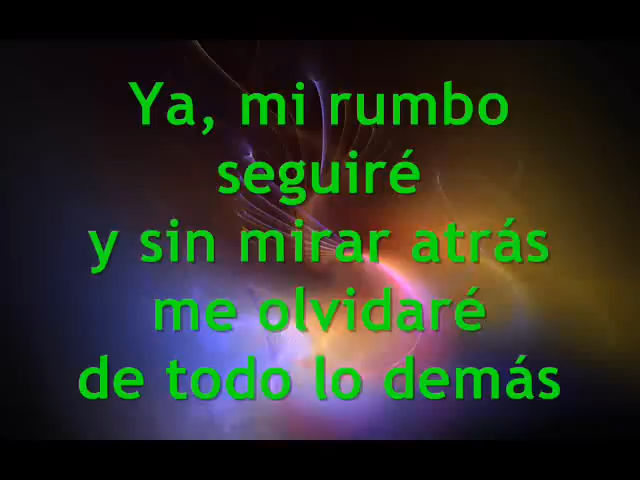 Ya, mi rumbo
seguiré
y sin mirar atrás
me olvidaré
de todo lo demás